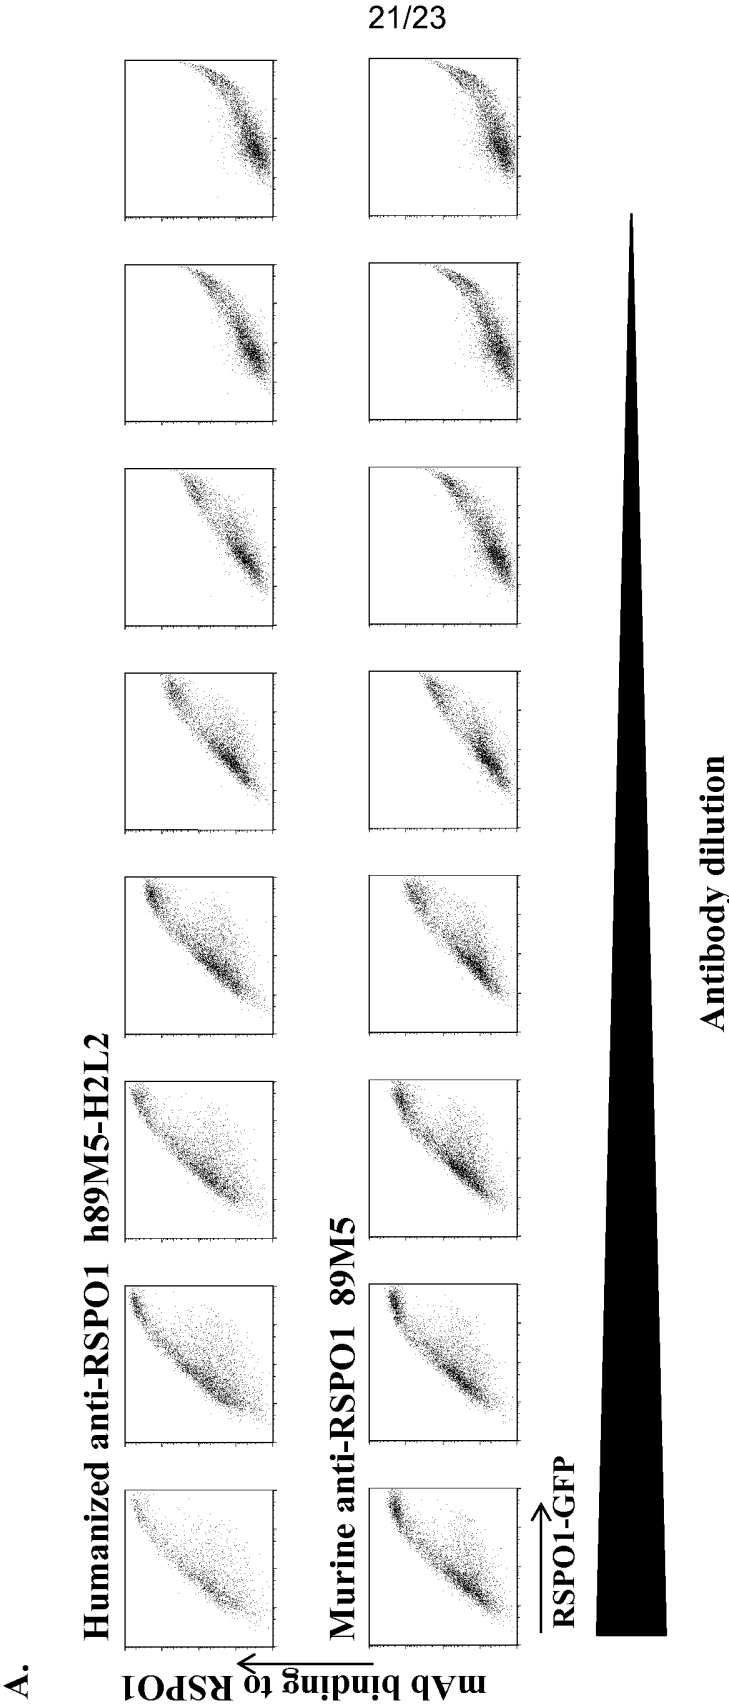 21/23
A.
Humanized anti-RSPO1 h89M5-H2L2
Murine anti-RSPO1 89M5
mAb binding to RSPO1
RSPO1-GFP
Antibody dilution